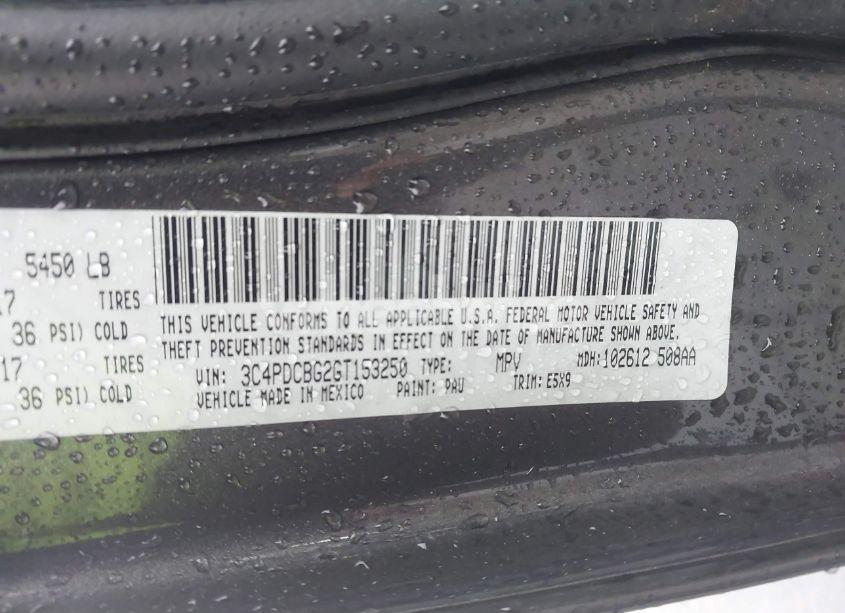 5450 LB
17 TIRES
36 PSI) COLD
17 TIRES
36 PSI) COLD
THIS VEHICLE CONFORMS TO ALL APPLICABLE U.S.A. FEDERAL MOTOR VEHICLE SAFETY AND
THEFT PREVENTION STANDARDS IN EFFECT ON THE DATE OF MANUFACTURE SHOWN ABOVE.
VIN: 3C4PDCBG2GT153250 TYPE: MPV MDH: 102612 508AA
VEHICLE MADE IN MEXICO PAINT: PAU TRIM: E5X9